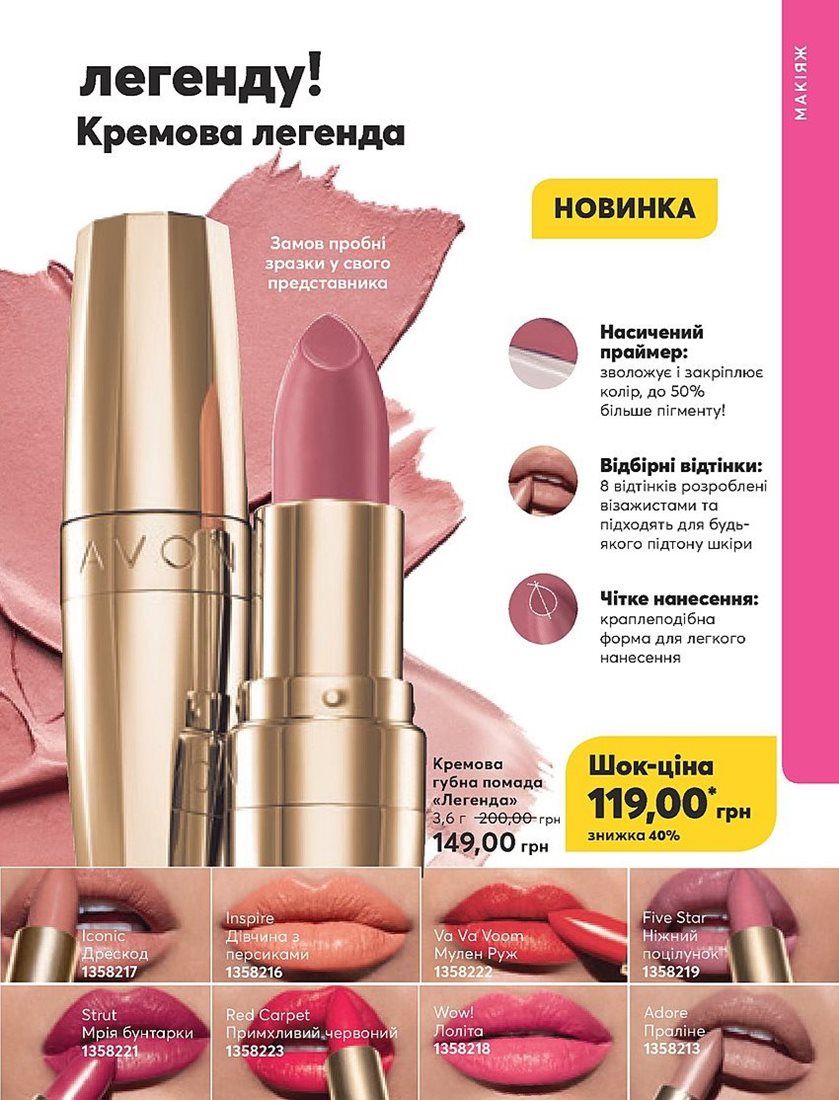 легенду!
Кремова легенда
МАКІЯЖ
НОВИНКА
Замов пробні
зразки у свого
представника
Насичений
праймер:
зволожує і закріплює
колір, до 50%
більше пігменту!
Відбірні відтінки:
8 відтінків розроблені
візажистами та
підходять для будь-
якого підтону шкіри
Чітке нанесення:
краплеподібна
форма для легкого
нанесення
AVON
Кремова
губна помада
«Легенда»
3,6 г 200,00 грн
149,00 грн
Шок-ціна
119,00* грн
знижка 40%
Iconic
Дрескод
1358217
Inspire
Дівчина з
персиками
1358216
Va Va Voom
Мулен Руж
1358222
Five Star
Ніжний
поцілунок
1358219
Strut
Мрія бунтарки
1358221
Red Carpet
Примхливий червоний
1358223
Wow!
Лоліта
1358218
Adore
Праліне
1358213